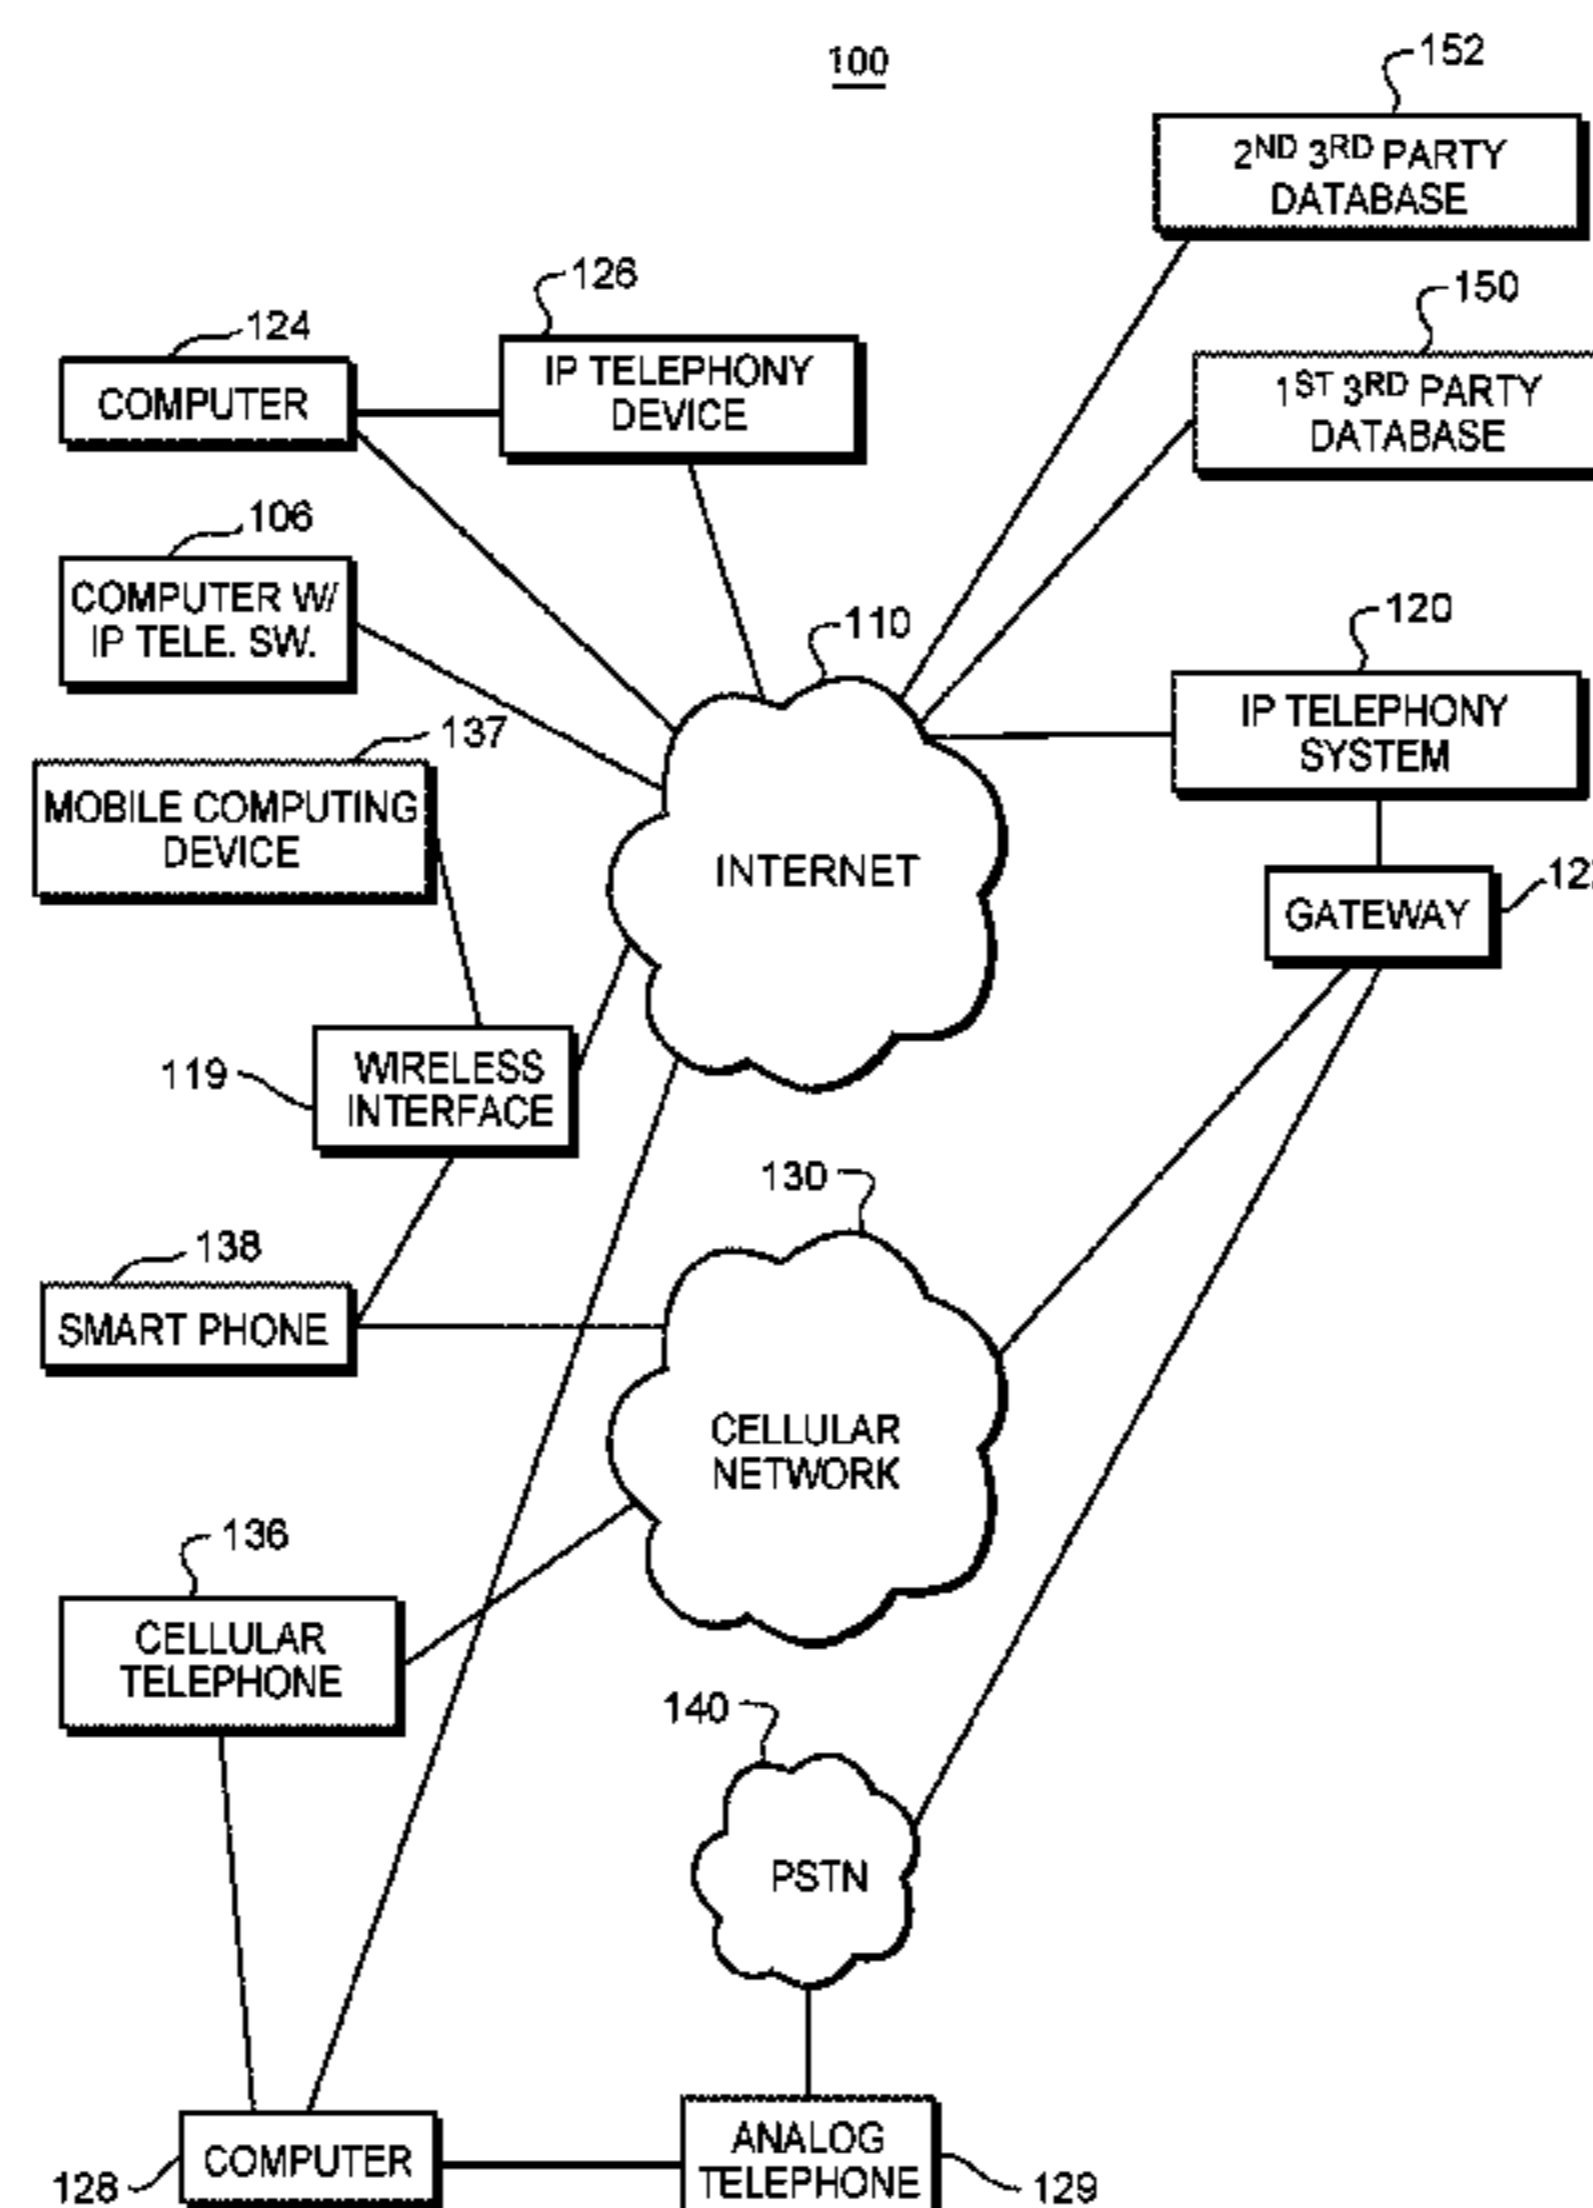 100
152
2ND 3RD PARTY
DATABASE
150
1ST 3RD PARTY
DATABASE
126
IP TELEPHONY
DEVICE
124
COMPUTER
106
COMPUTER W/
IP TELE. SW.
110
INTERNET
120
IP TELEPHONY
SYSTEM
137
MOBILE COMPUTING
DEVICE
GATEWAY
119
WIRELESS
INTERFACE
130
CELLULAR
NETWORK
138
SMART PHONE
136
CELLULAR
TELEPHONE
140
PSTN
128
COMPUTER
ANALOG
TELEPHONE
129